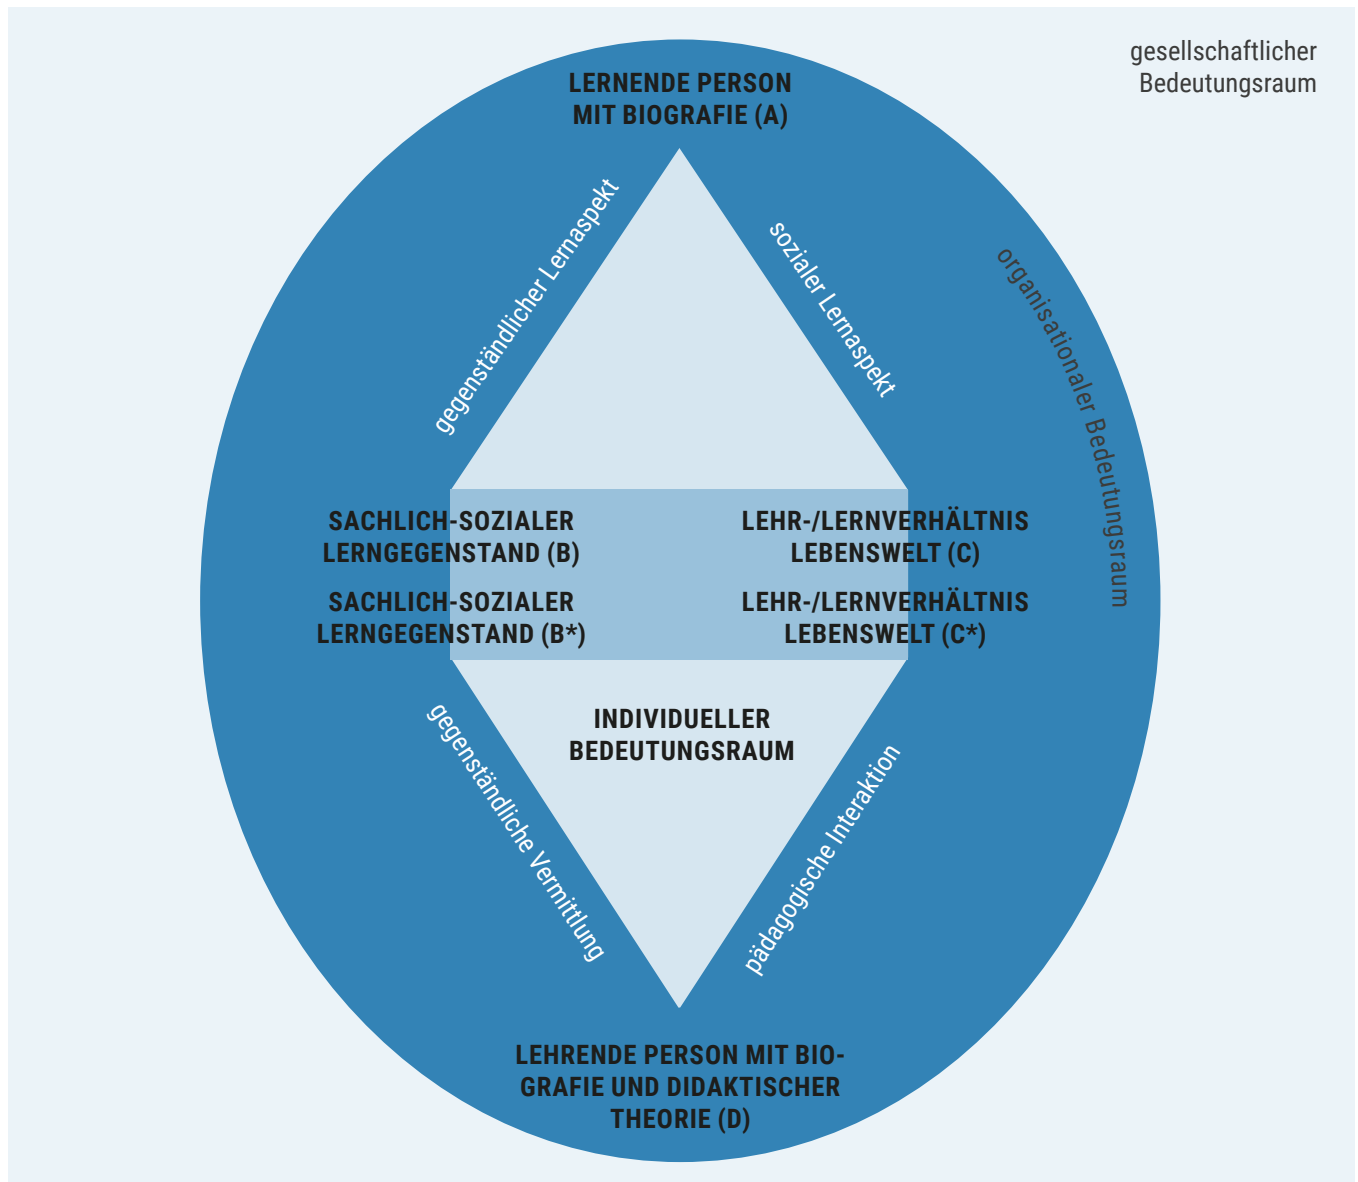 gesellschaftlicher
Bedeutungsraum
LERNENDE PERSON
MIT BIOGRAFIE (A)
gegenständlicher Lernaspekt
sozialer Lernaspekt
organisationaler Bedeutungsraum
SACHLICH-SOZIALER
LERNGEGENSTAND (B)
LEHR-/LERNVERHÄLTNIS
LEBENSWELT (C)
SACHLICH-SOZIALER
LERNGEGENSTAND (B*)
LEHR-/LERNVERHÄLTNIS
LEBENSWELT (C*)
INDIVIDUELLER
BEDEUTUNGSRAUM
gegenständliche Vermittlung
pädagogische Interaktion
LEHRENDE PERSON MIT BIO-
GRAFIE UND DIDAKTISCHER
THEORIE (D)